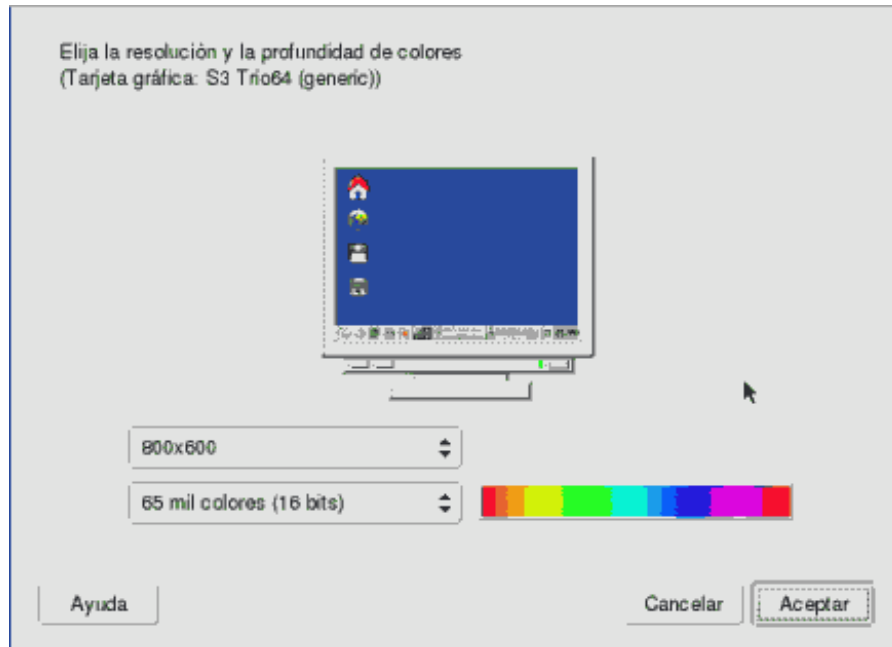 Elija la resolución y la profundidad de colores
(Tarjeta gráfica: S3 Trio64 (generic))
800x600
65 mil colores (16 bits)
Ayuda
Cancelar
Aceptar